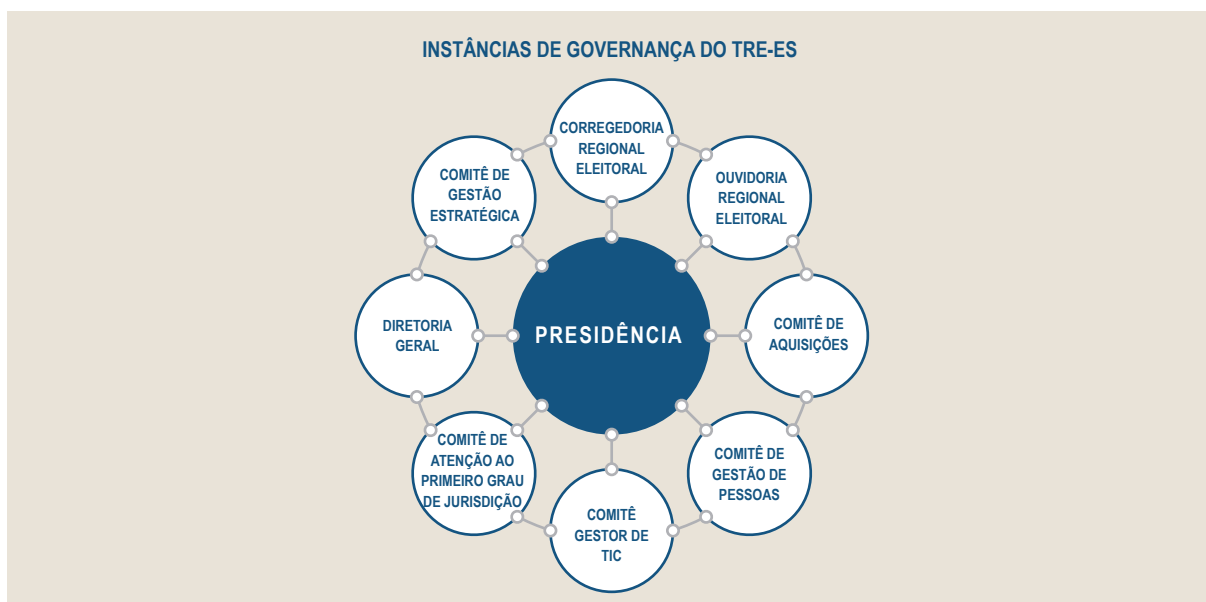 INSTÂNCIAS DE GOVERNANÇA DO TRE-ES
CORREGEDORIA
REGIONAL
ELEITORAL
COMITÊ DE
GESTÃO
ESTRATÉGICA
OUVIDORIA
REGIONAL
ELEITORAL
DIRETORIA
GERAL
PRESIDÊNCIA
COMITÊ DE
AQUISIÇÕES
COMITÊ DE
ATENÇÃO AO
PRIMEIRO GRAU
DE JURISDIÇÃO
COMITÊ DE
GESTÃO DE
PESSOAS
COMITÊ
GESTOR DE
TIC